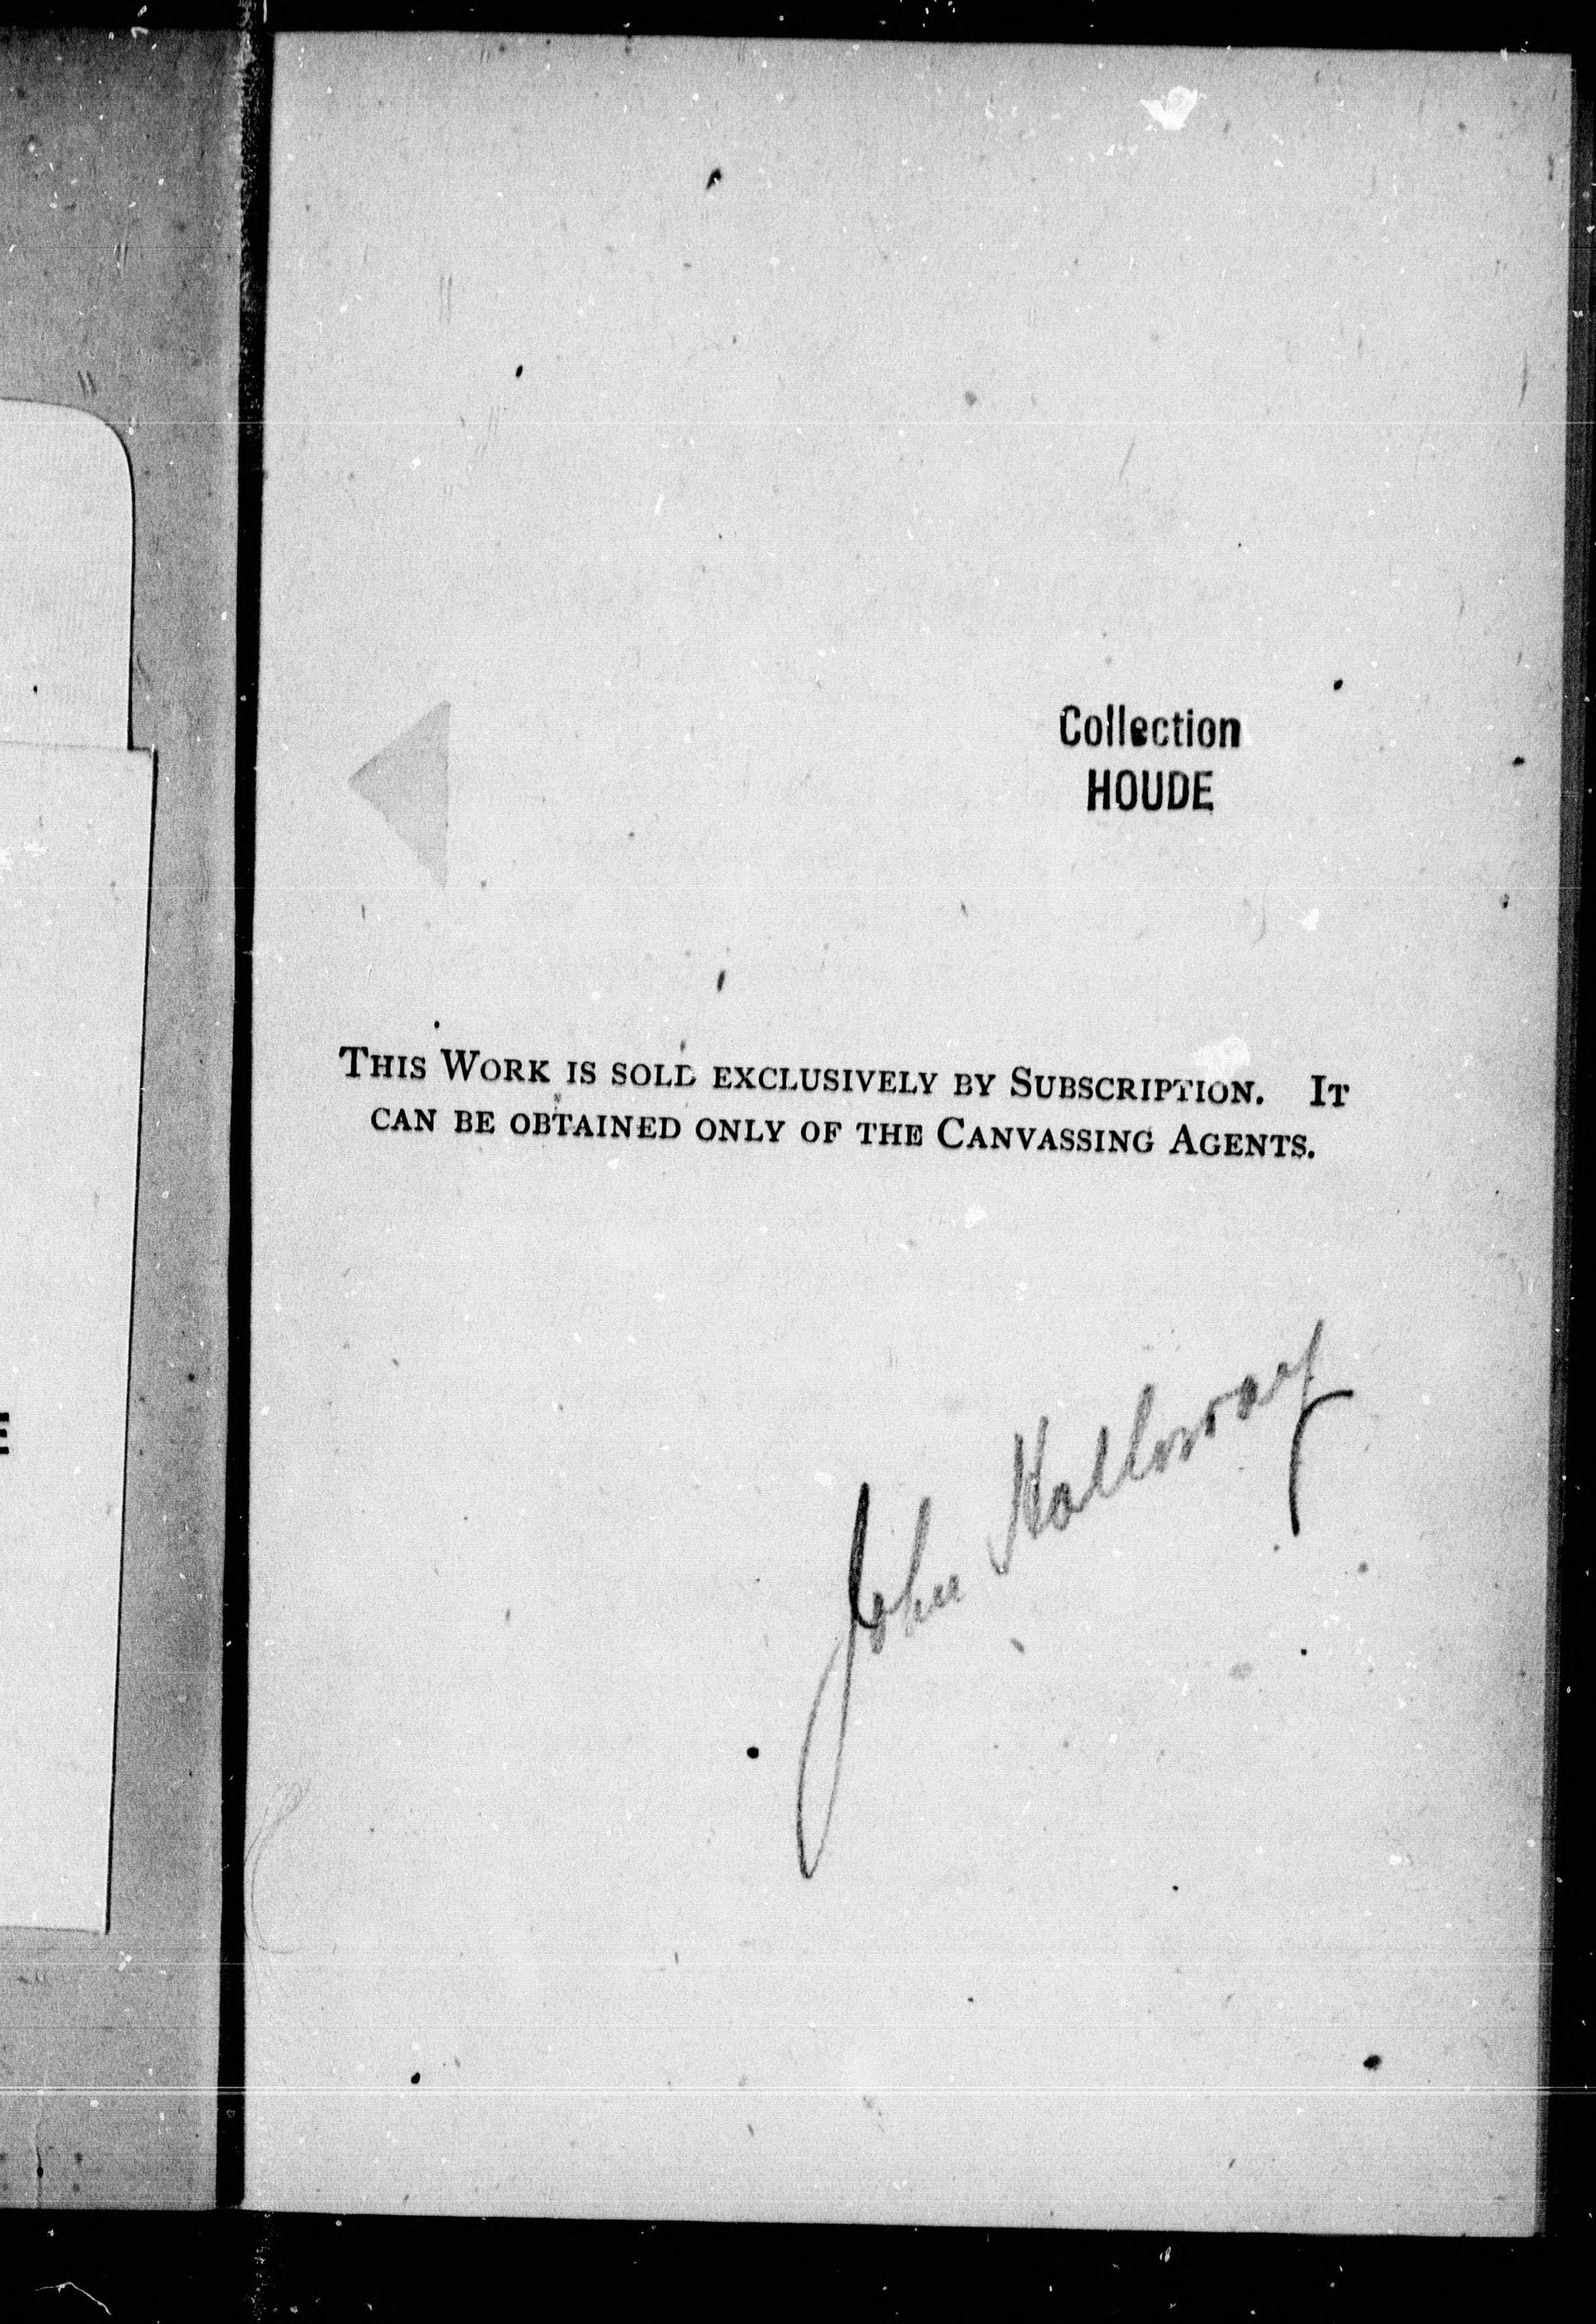 Collection
HOUDE
THIS WORK IS SOLD EXCLUSIVELY BY SUBSCRIPTION. IT
CAN BE OBTAINED ONLY OF THE CANVASSING AGENTS.
John Holloway
E